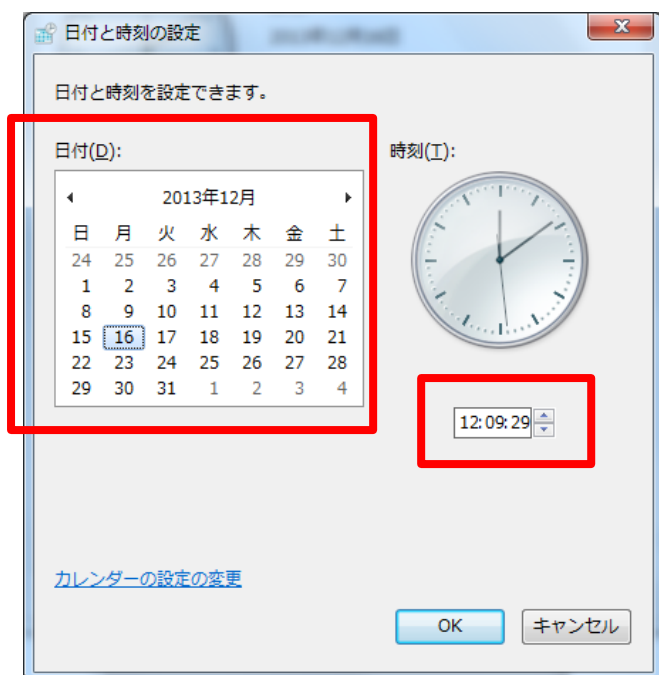 日付と時刻の設定
日付と時刻を設定できます。
日付(D):
2013年12月
日 月 火 水 木 金 土
24 25 26 27 28 29 30
1 2 3 4 5 6 7
8 9 10 11 12 13 14
15 16 17 18 19 20 21
22 23 24 25 26 27 28
29 30 31 1 2 3 4
時刻(T):
12:09:29
カレンダーの設定の変更
OK キャンセル